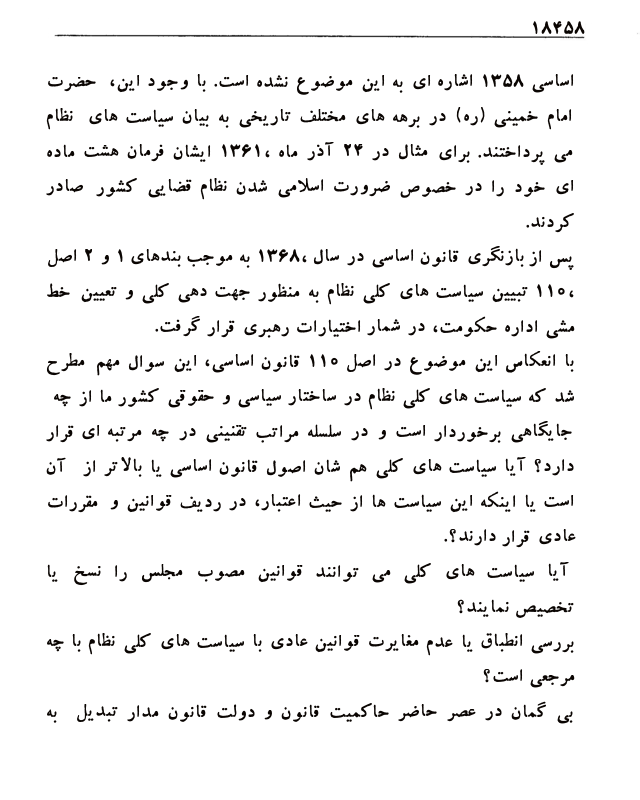 ۱۸۴۵۸
اساسی ۱۳۵۸ اشاره ای به این موضوع نشده است. با وجود این، حضرت
امام خمینی (ره) در برهه های مختلف تاریخی به بیان سیاست های نظام
می پرداختند. برای مثال در ۲۴ آذر ماه ،۱۳۶۱ ایشان فرمان هشت ماده
ای خود را در خصوص ضرورت اسلامی شدن نظام قضایی کشور صادر
کردند.
پس از بازنگری قانون اساسی در سال ،۱۳۶۸ به موجب بندهای ۱ و ۲ اصل
،۱۱۰ تبیین سیاست های کلی نظام به منظور جهت دهی کلی و تعیین خط
مشی اداره حکومت، در شمار اختیارات رهبری قرار گرفت.
با انعکاس این موضوع در اصل ۱۱۰ قانون اساسی، این سوال مهم مطرح
شد که سیاست های کلی نظام در ساختار سیاسی و حقوقی کشور ما از چه
جایگاهی برخوردار است و در سلسله مراتب تقنینی در چه مرتبه ای قرار
دارد؟ آیا سیاست های کلی هم شان اصول قانون اساسی یا بالاتر از آن
است یا اینکه این سیاست ها از حیث اعتبار، در ردیف قوانین و مقررات
عادی قرار دارند؟.
آیا سیاست های کلی می توانند قوانین مصوب مجلس را نسخ یا
تخصیص نمایند؟
بررسی انطباق یا عدم مغایرت قوانین عادی با سیاست های کلی نظام با چه
مرجعی است؟
بی گمان در عصر حاضر حاکمیت قانون و دولت قانون مدار تبدیل به